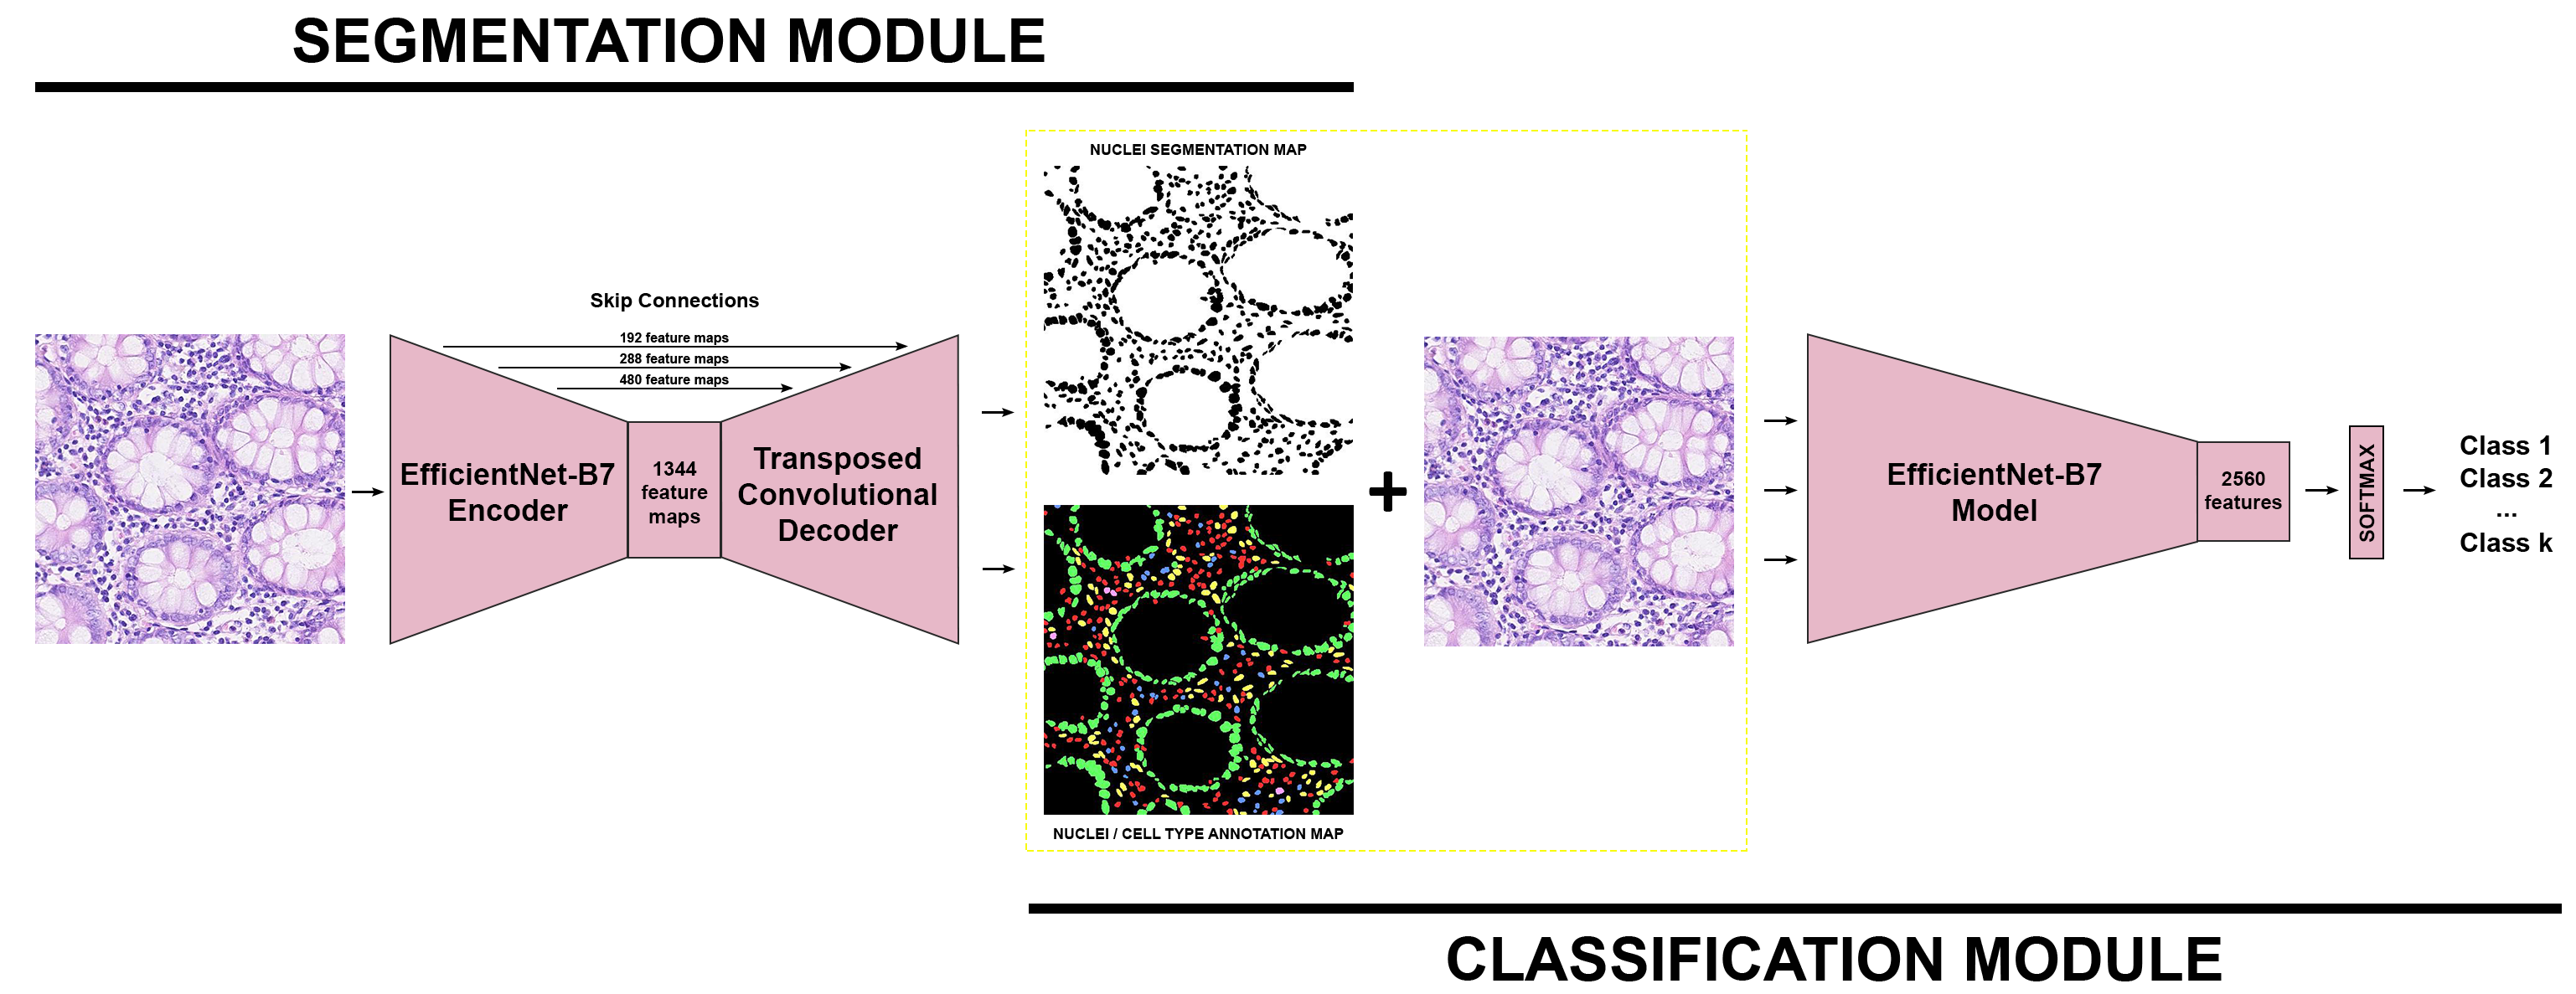 SEGMENTATION MODULE
NUCLEI SEGMENTATION MAP
Skip Connections
192 feature maps
288 feature maps
480 feature maps
EfficientNet-B7
Encoder
1344
feature
maps
Transposed
Convolutional
Decoder
+
NUCLEI / CELL TYPE ANNOTATION MAP
EfficientNet-B7
Model
2560
features
SOFTMAX
Class 1
Class 2
...
Class k
CLASSIFICATION MODULE